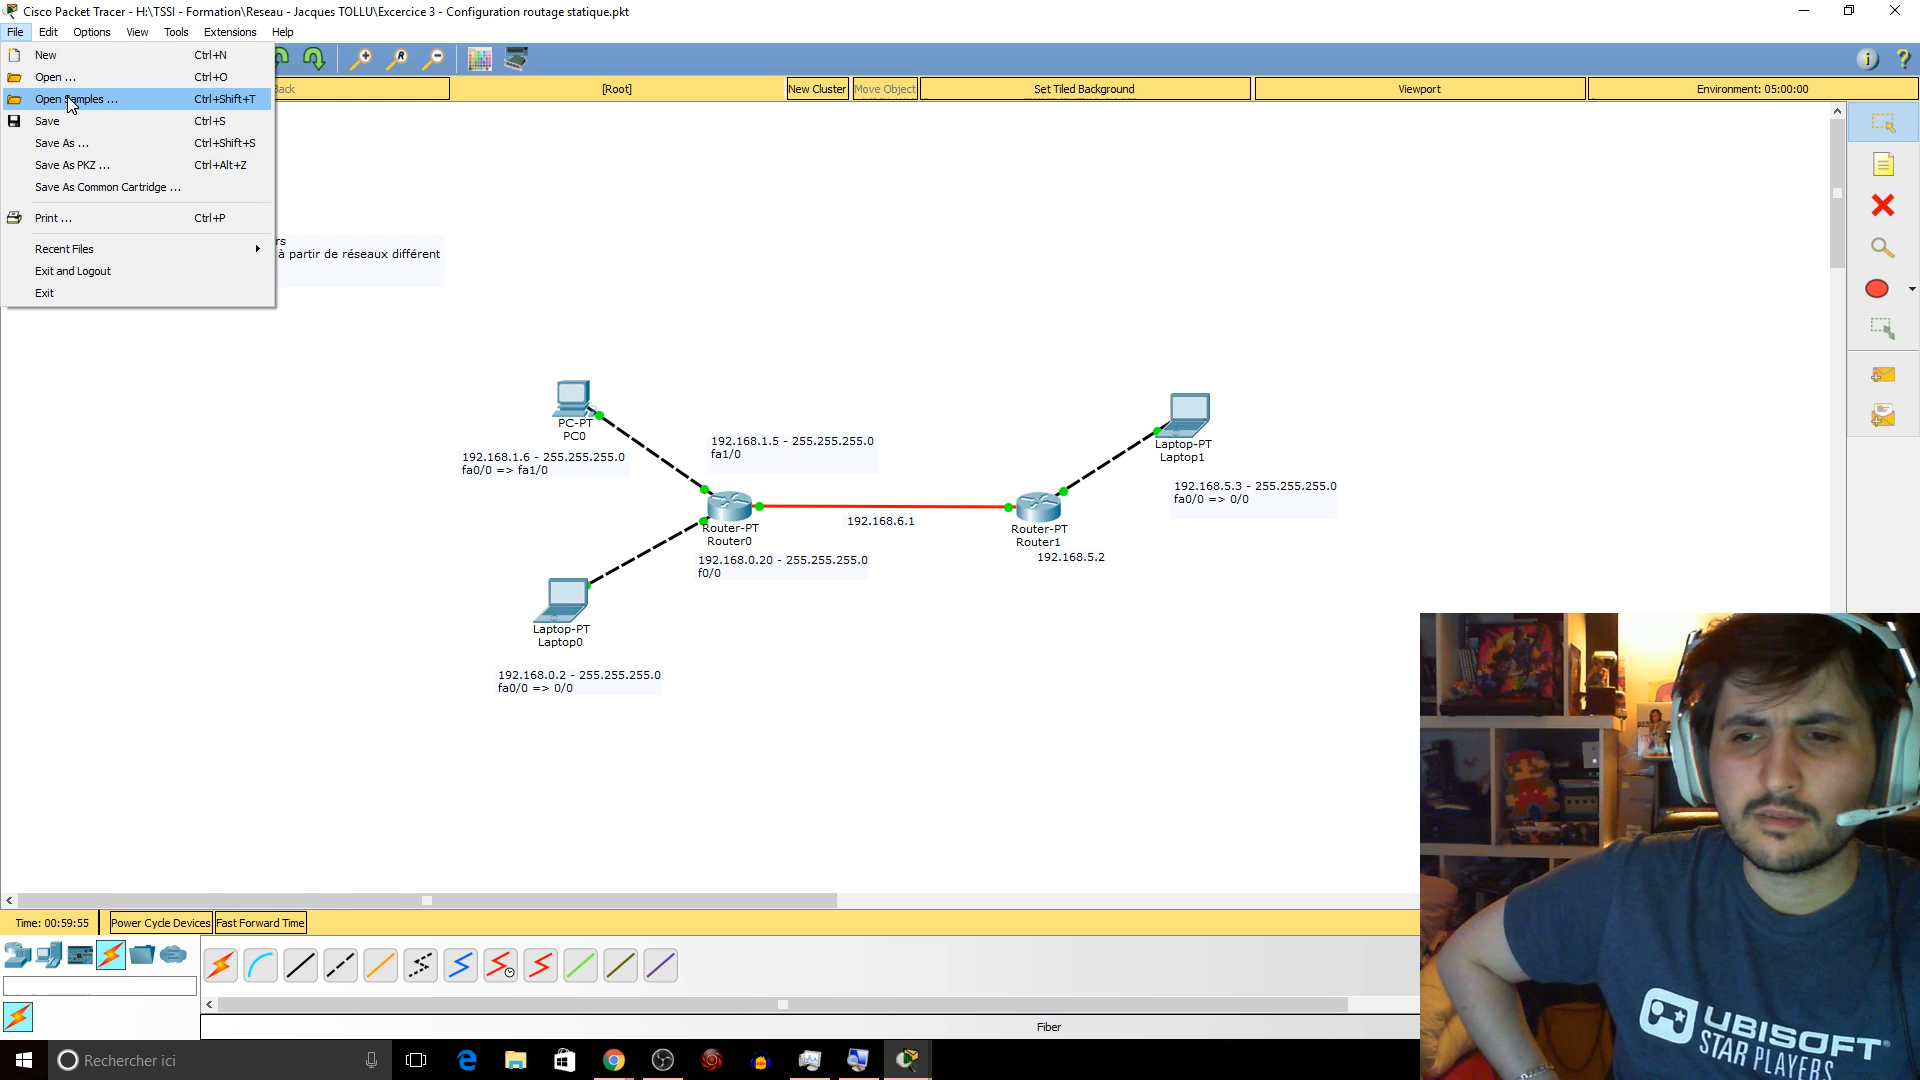 Cisco Packet Tracer - H:\TSSI - Formation\Reseau - Jacques TOLLU\Excercice 3 - Configuration routage statique.pkt
File Edit Options View Tools Extensions Help
New Ctrl+N
Open ... Ctrl+O
Open Samples ... Ctrl+Shift+T
Save Ctrl+S
Save As ... Ctrl+Shift+S
Save As PKZ ... Ctrl+Alt+Z
Save As Common Cartridge ...
Print ... Ctrl+P
Recent Files
Exit and Logout
Exit
[Root] New Cluster Move Object Set Tiled Background Viewport Environment: 05:00:00
à partir de réseaux différent
PC-PT
PC0
192.168.1.6 - 255.255.255.0
fa0/0 => fa1/0
192.168.1.5 - 255.255.255.0
fa1/0
Router-PT
Router0
192.168.0.20 - 255.255.255.0
f0/0
192.168.6.1
Router-PT
Router1
192.168.5.2
Laptop-PT
Laptop1
192.168.5.3 - 255.255.255.0
fa0/0 => 0/0
Laptop-PT
Laptop0
192.168.0.2 - 255.255.255.0
fa0/0 => 0/0
Time: 00:59:55 Power Cycle Devices Fast Forward Time
Fiber
Rechercher ici
UBISOFT
STAR PLAYERS